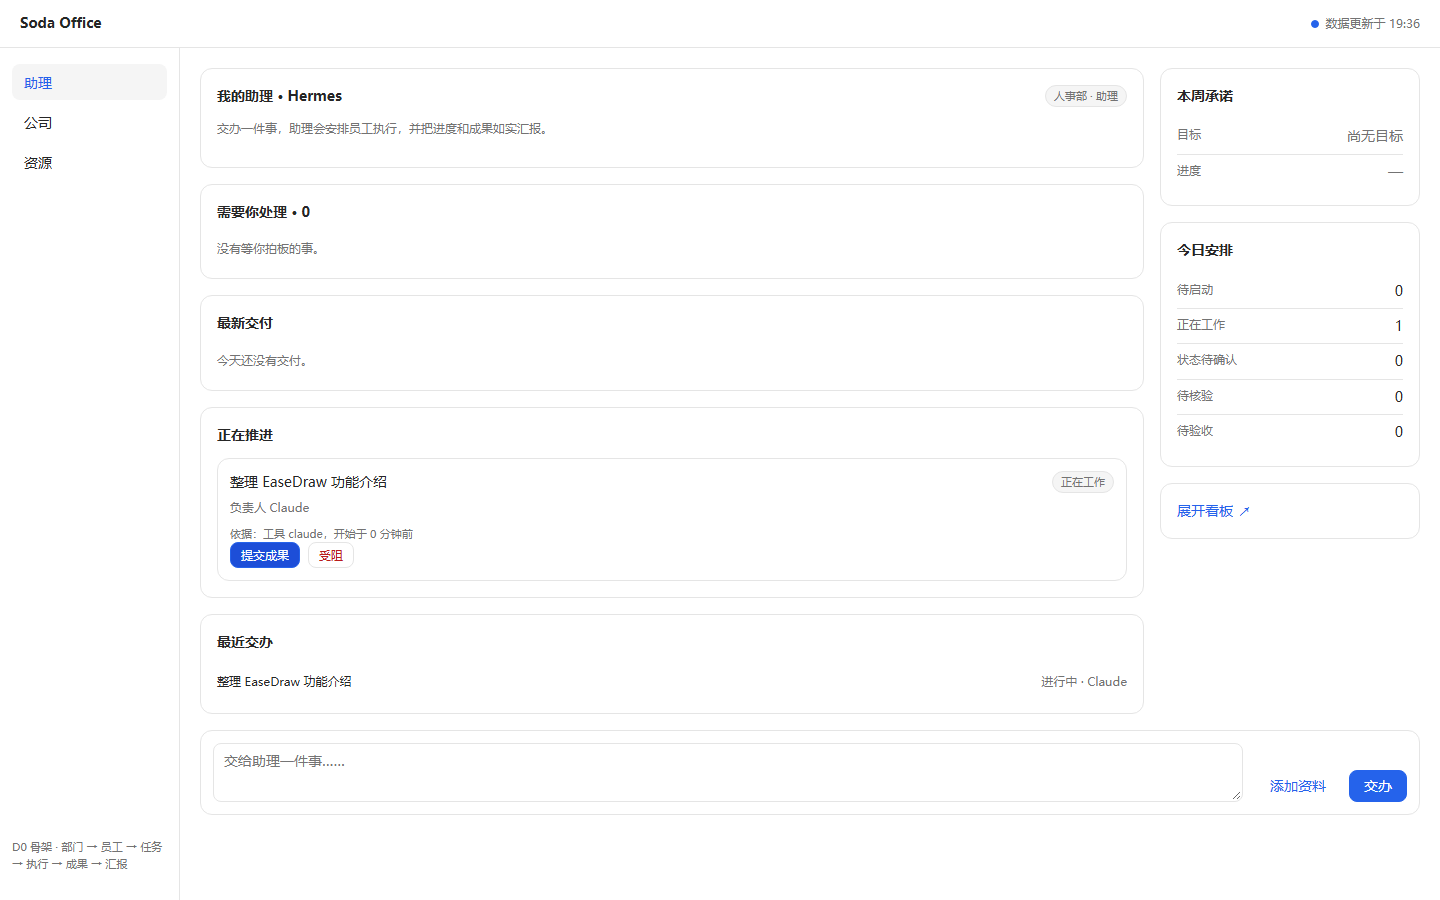 Soda Office
数据更新于 19:36
助理
公司
资源
D0 骨架 · 部门 → 员工 → 任务
→ 执行 → 成果 → 汇报
我的助理 • Hermes
人事部 · 助理
交办一件事，助理会安排员工执行，并把进度和成果如实汇报。
需要你处理 • 0
没有等你拍板的事。
最新交付
今天还没有交付。
正在推进
整理 EaseDraw 功能介绍
正在工作
负责人 Claude
依据：工具 claude，开始于 0 分钟前
提交成果
受阻
最近交办
整理 EaseDraw 功能介绍
进行中 · Claude
本周承诺
目标
尚无目标
进度
—
今日安排
待启动
0
正在工作
1
状态待确认
0
待核验
0
待验收
0
展开看板 ↗
交给助理一件事……
添加资料
交办